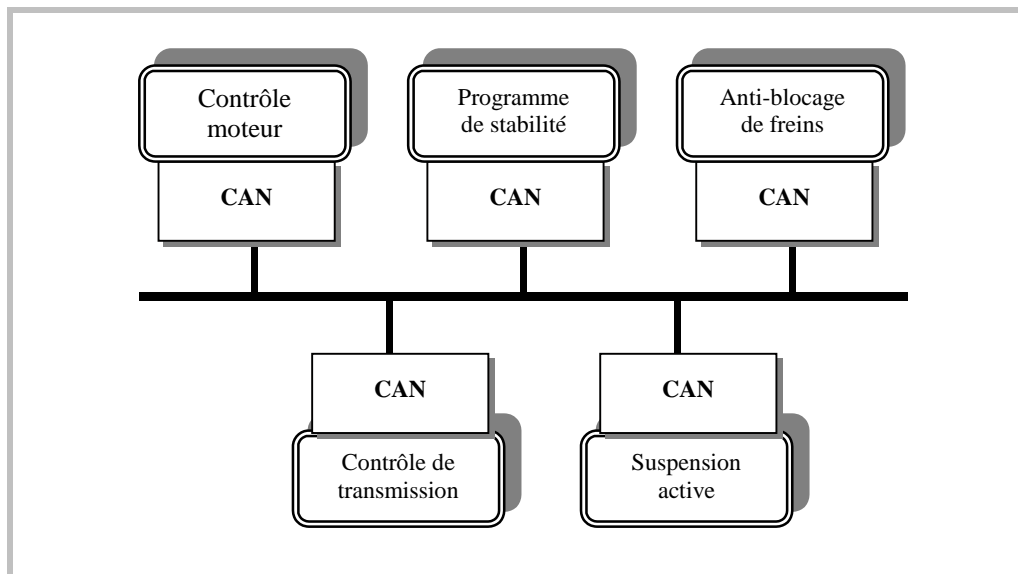 Contrôle
moteur
Programme
de stabilité
Anti-blocage
de freins
CAN
CAN
CAN
CAN
CAN
Contrôle de
transmission
Suspension
active